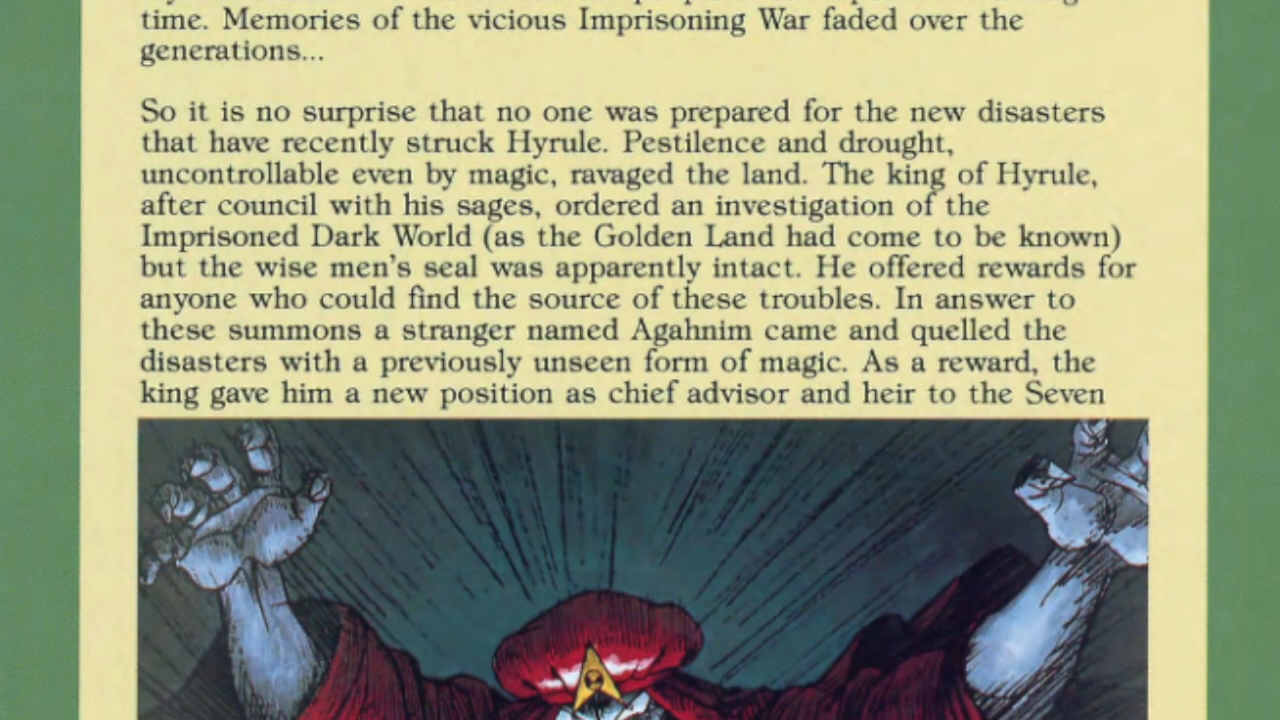 time. Memories of the vicious Imprisoning War faded over the
generations...
So it is no surprise that no one was prepared for the new disasters
that have recently struck Hyrule. Pestilence and drought,
uncontrollable even by magic, ravaged the land. The king of Hyrule,
after council with his sages, ordered an investigation of the
Imprisoned Dark World (as the Golden Land had come to be known)
but the wise men's seal was apparently intact. He offered rewards for
anyone who could find the source of these troubles. In answer to
these summons a stranger named Agahnim came and quelled the
disasters with a previously unseen form of magic. As a reward, the
king gave him a new position as chief advisor and heir to the Seven